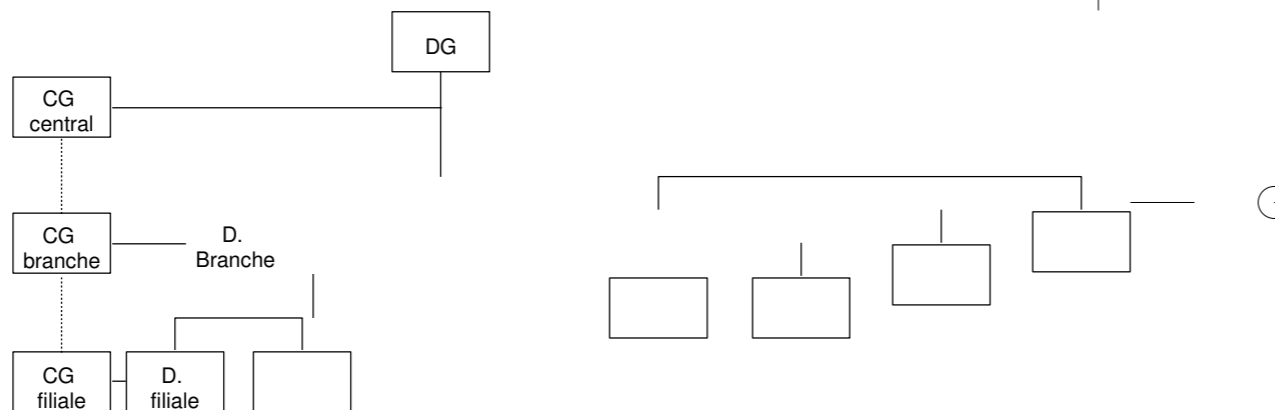 DG
CG
central
CG
branche
D.
Branche
CG
filiale
D.
filiale